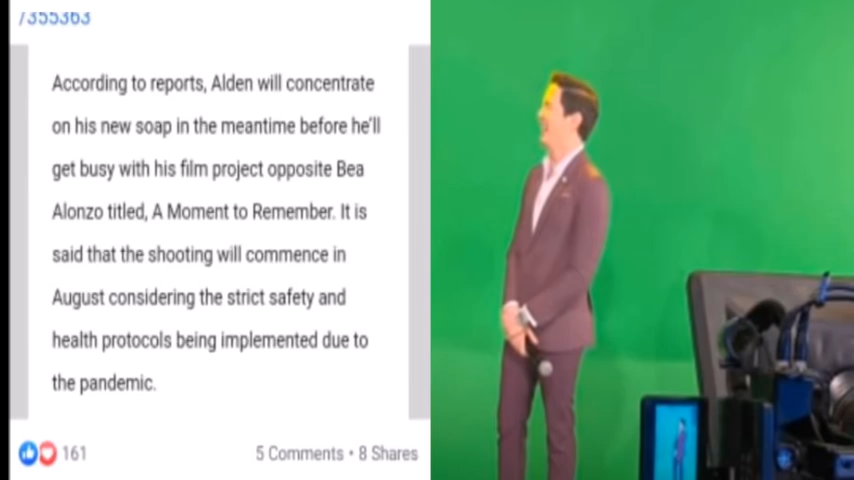 /355363
According to reports, Alden will concentrate
on his new soap in the meantime before he'll
get busy with his film project opposite Bea
Alonzo titled, A Moment to Remember. It is
said that the shooting will commence in
August considering the strict safety and
health protocols being implemented due to
the pandemic.
161
5 Comments • 8 Shares